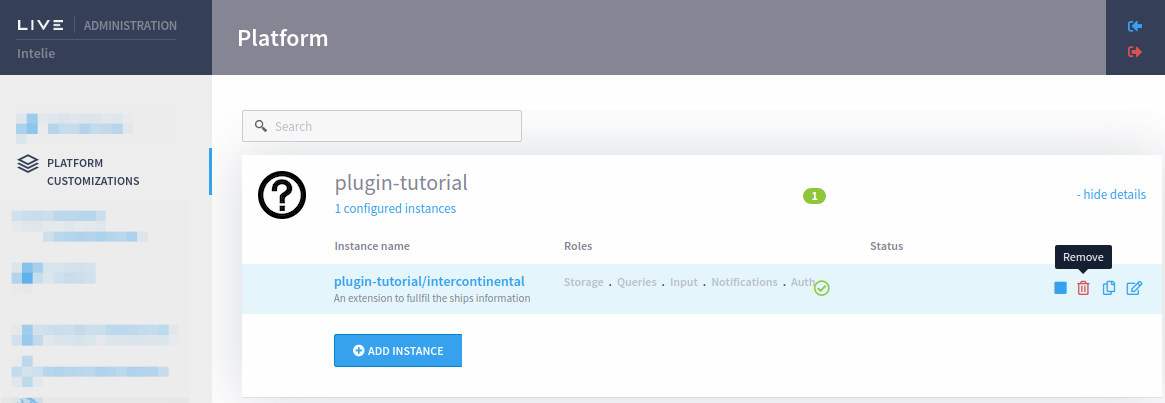 LIVE ADMINISTRATION
Intelie
Platform
Search
PLATFORM
CUSTOMIZATIONS
plugin-tutorial
1 configured instances
1
- hide details
Instance name Roles Status
Remove
plugin-tutorial/intercontinental
An extension to fullfil the ships information
Storage . Queries . Input . Notifications . Auth
ADD INSTANCE